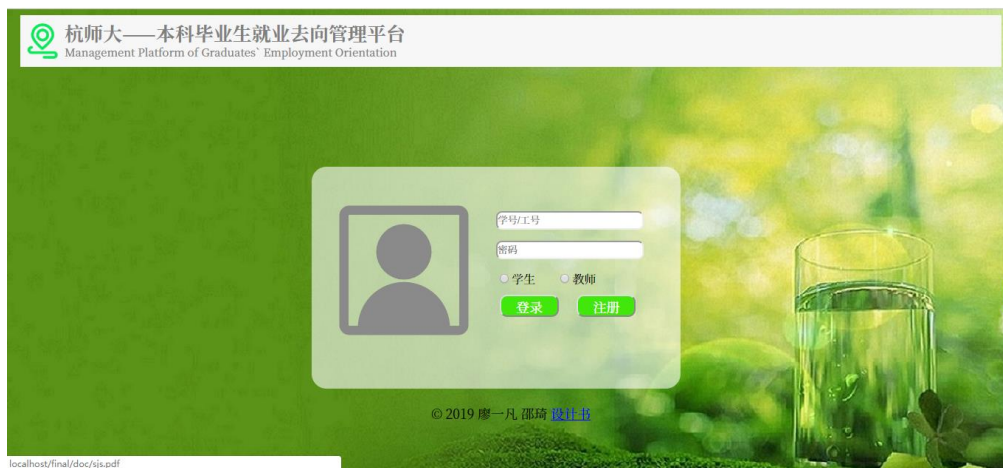 杭师大——本科毕业生就业去向管理平台
Management Platform of Graduates` Employment Orientation
学号/工号
密码
学生 教师
登录 注册
© 2019 廖一凡 邵琦 设计书
localhost/final/doc/sjs.pdf